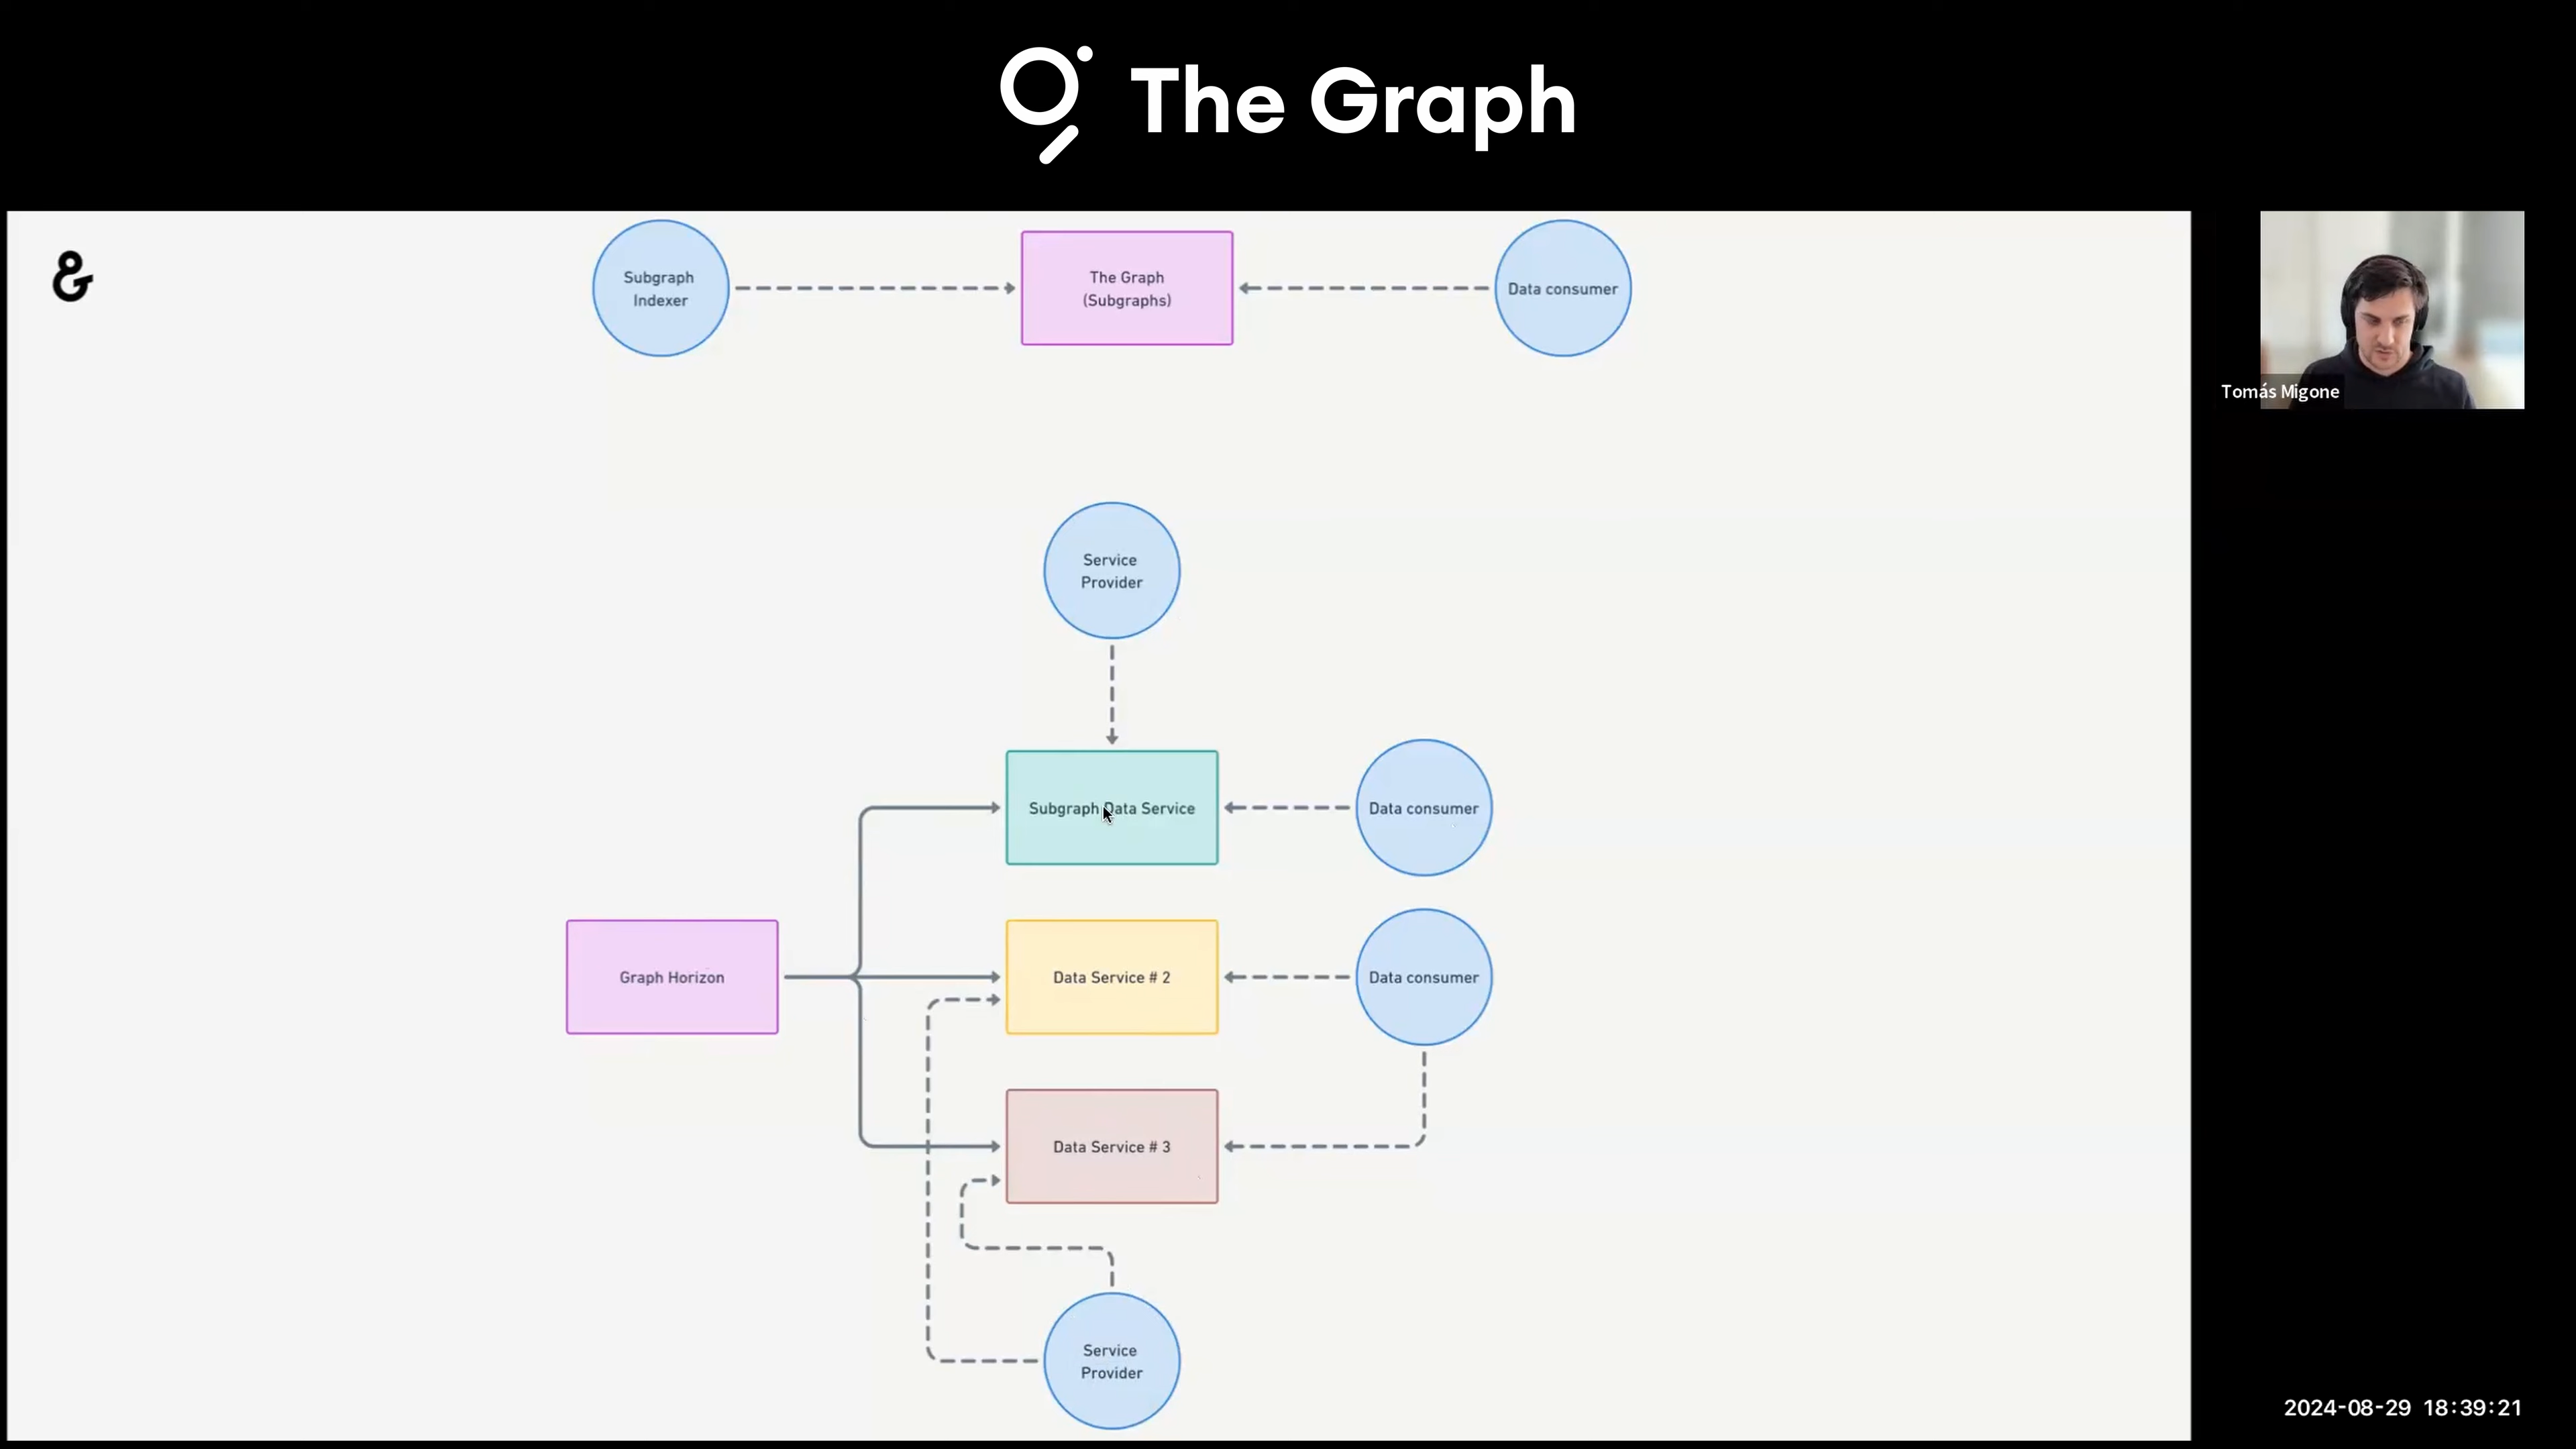 The Graph
&
Subgraph
Indexer
The Graph
(Subgraphs)
Data consumer
Tomás Migone
Service
Provider
Subgraph Data Service
Data consumer
Graph Horizon
Data Service # 2
Data consumer
Data Service # 3
Service
Provider
2024-08-29 18:39:21